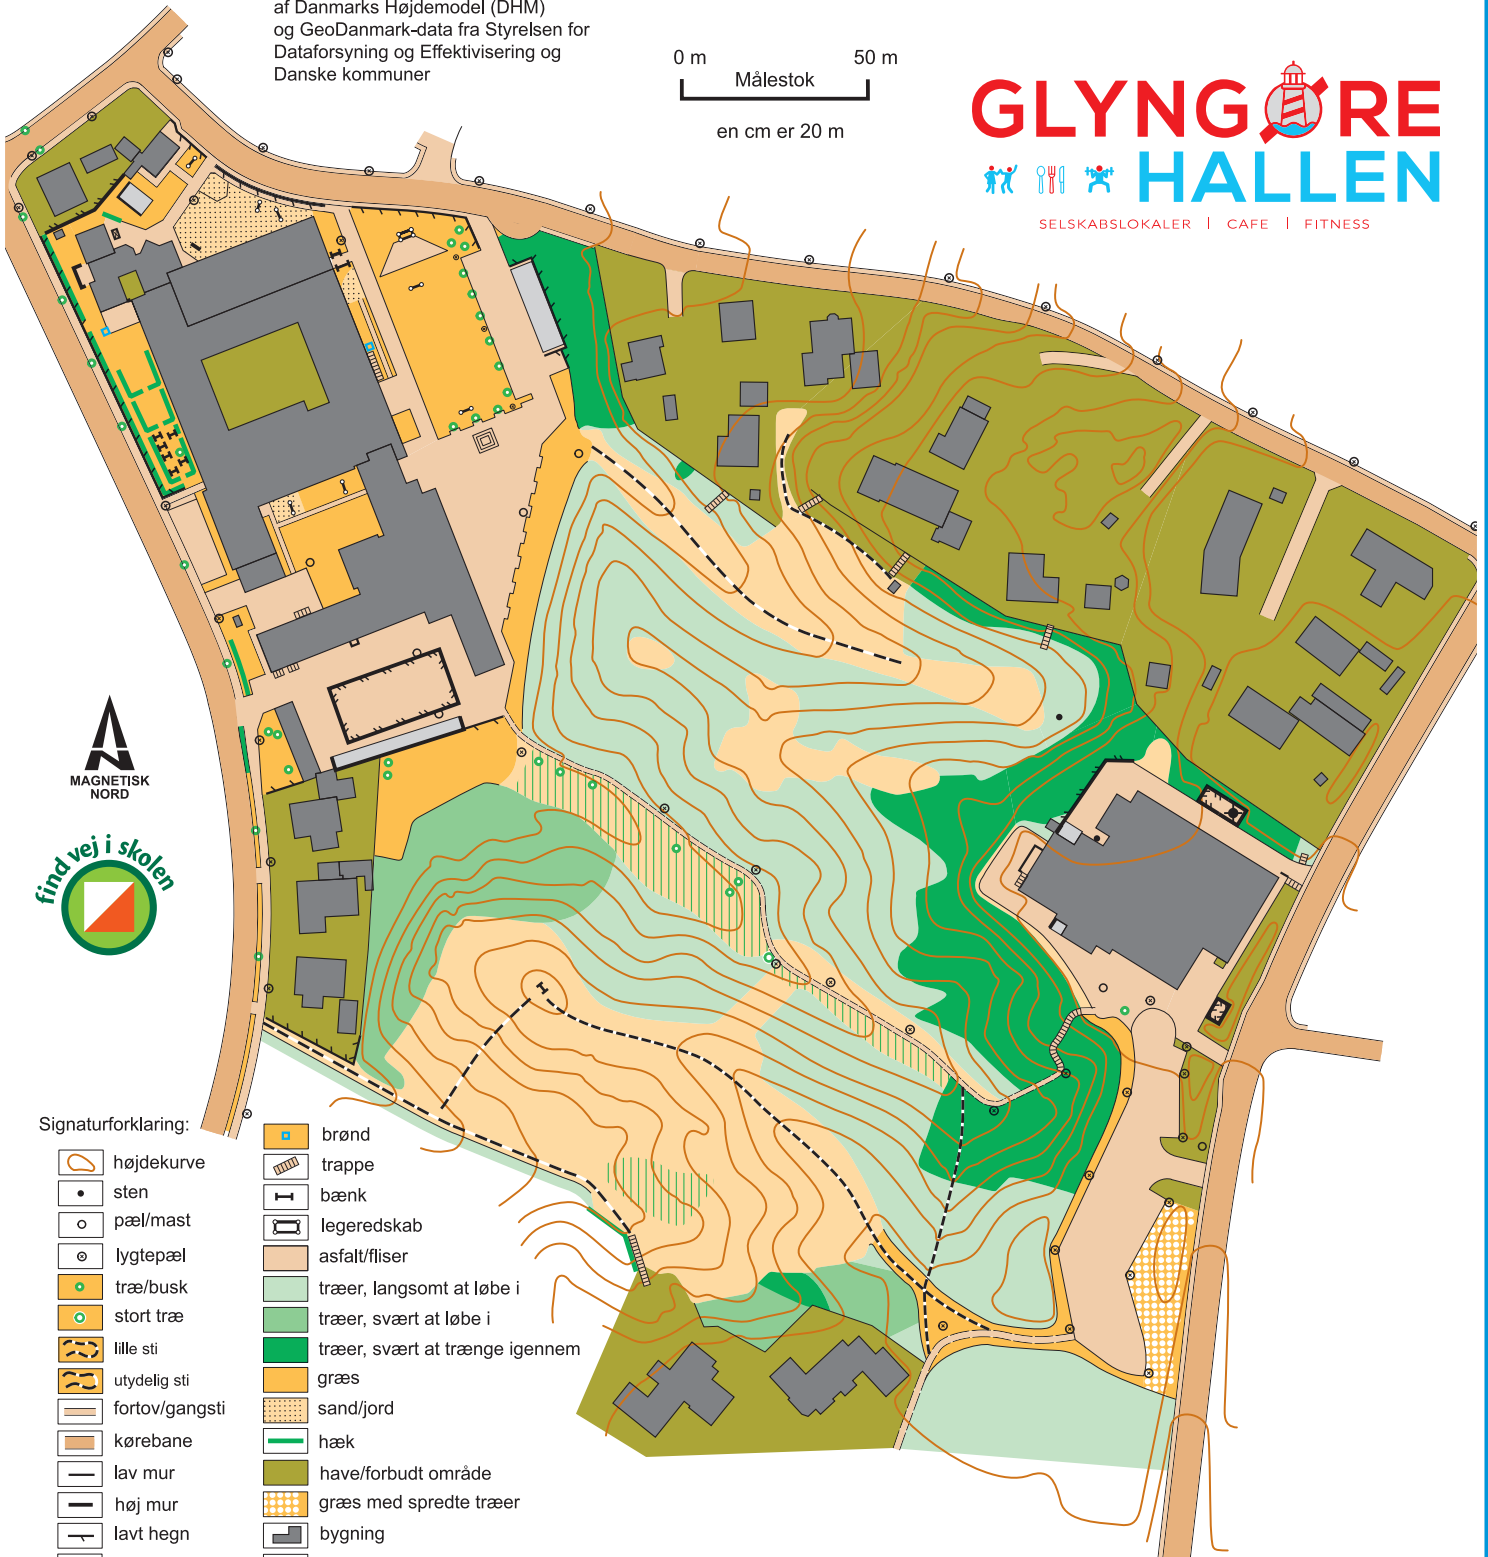 af Danmarks Højdemodel (DHM)
og GeoDanmark-data fra Styrelsen for
Dataforsyning og Effektivisering og
Danske kommuner
0 m 50 m
Målestok
en cm er 20 m
GLYNGØRE
HALLEN
SELSKABSLOKALER | CAFE | FITNESS
MAGNETISK
NORD
find vej i skolen
Signaturforklaring:
højdekurve
sten
pæl/mast
lygtepæl
træ/busk
stort træ
lille sti
utydelig sti
fortov/gangsti
kørebane
lav mur
høj mur
lavt hegn
brønd
trappe
bænk
legeredskab
asfalt/fliser
træer, langsomt at løbe i
træer, svært at løbe i
træer, svært at trænge igennem
græs
sand/jord
hæk
have/forbudt område
græs med spredte træer
bygning